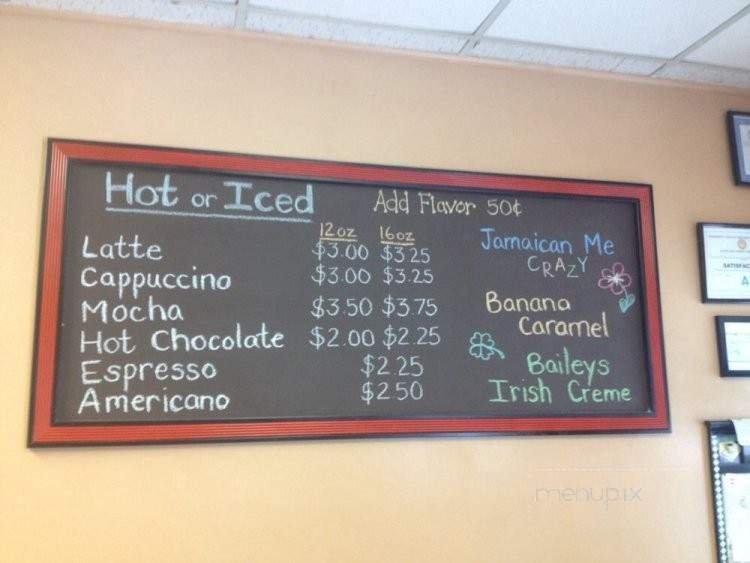 Hot or Iced
Add Flavor 50¢
12oz 16oz
Latte $3.00 $3.25
Cappuccino $3.00 $3.25
Mocha $3.50 $3.75
Hot Chocolate $2.00 $2.25
Espresso $2.25
Americano $2.50
Jamaican Me
CRAZY
Banana
Caramel
Baileys
Irish Creme
menupix